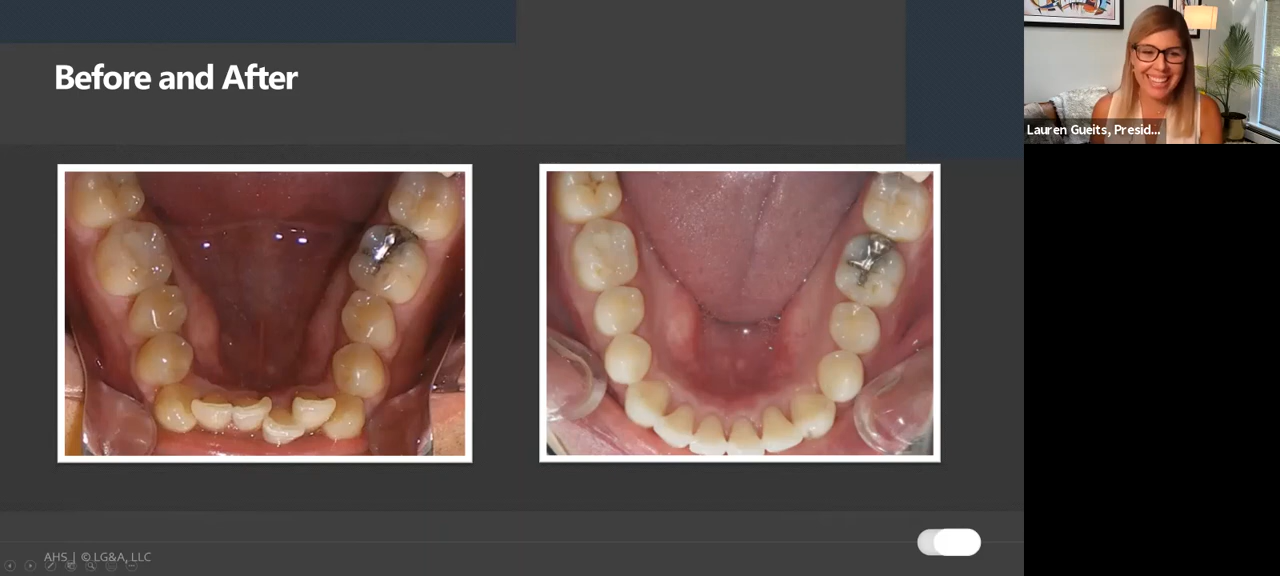 Before and After
Lauren Gueits, Presid...
AHS | © LG&A, LLC